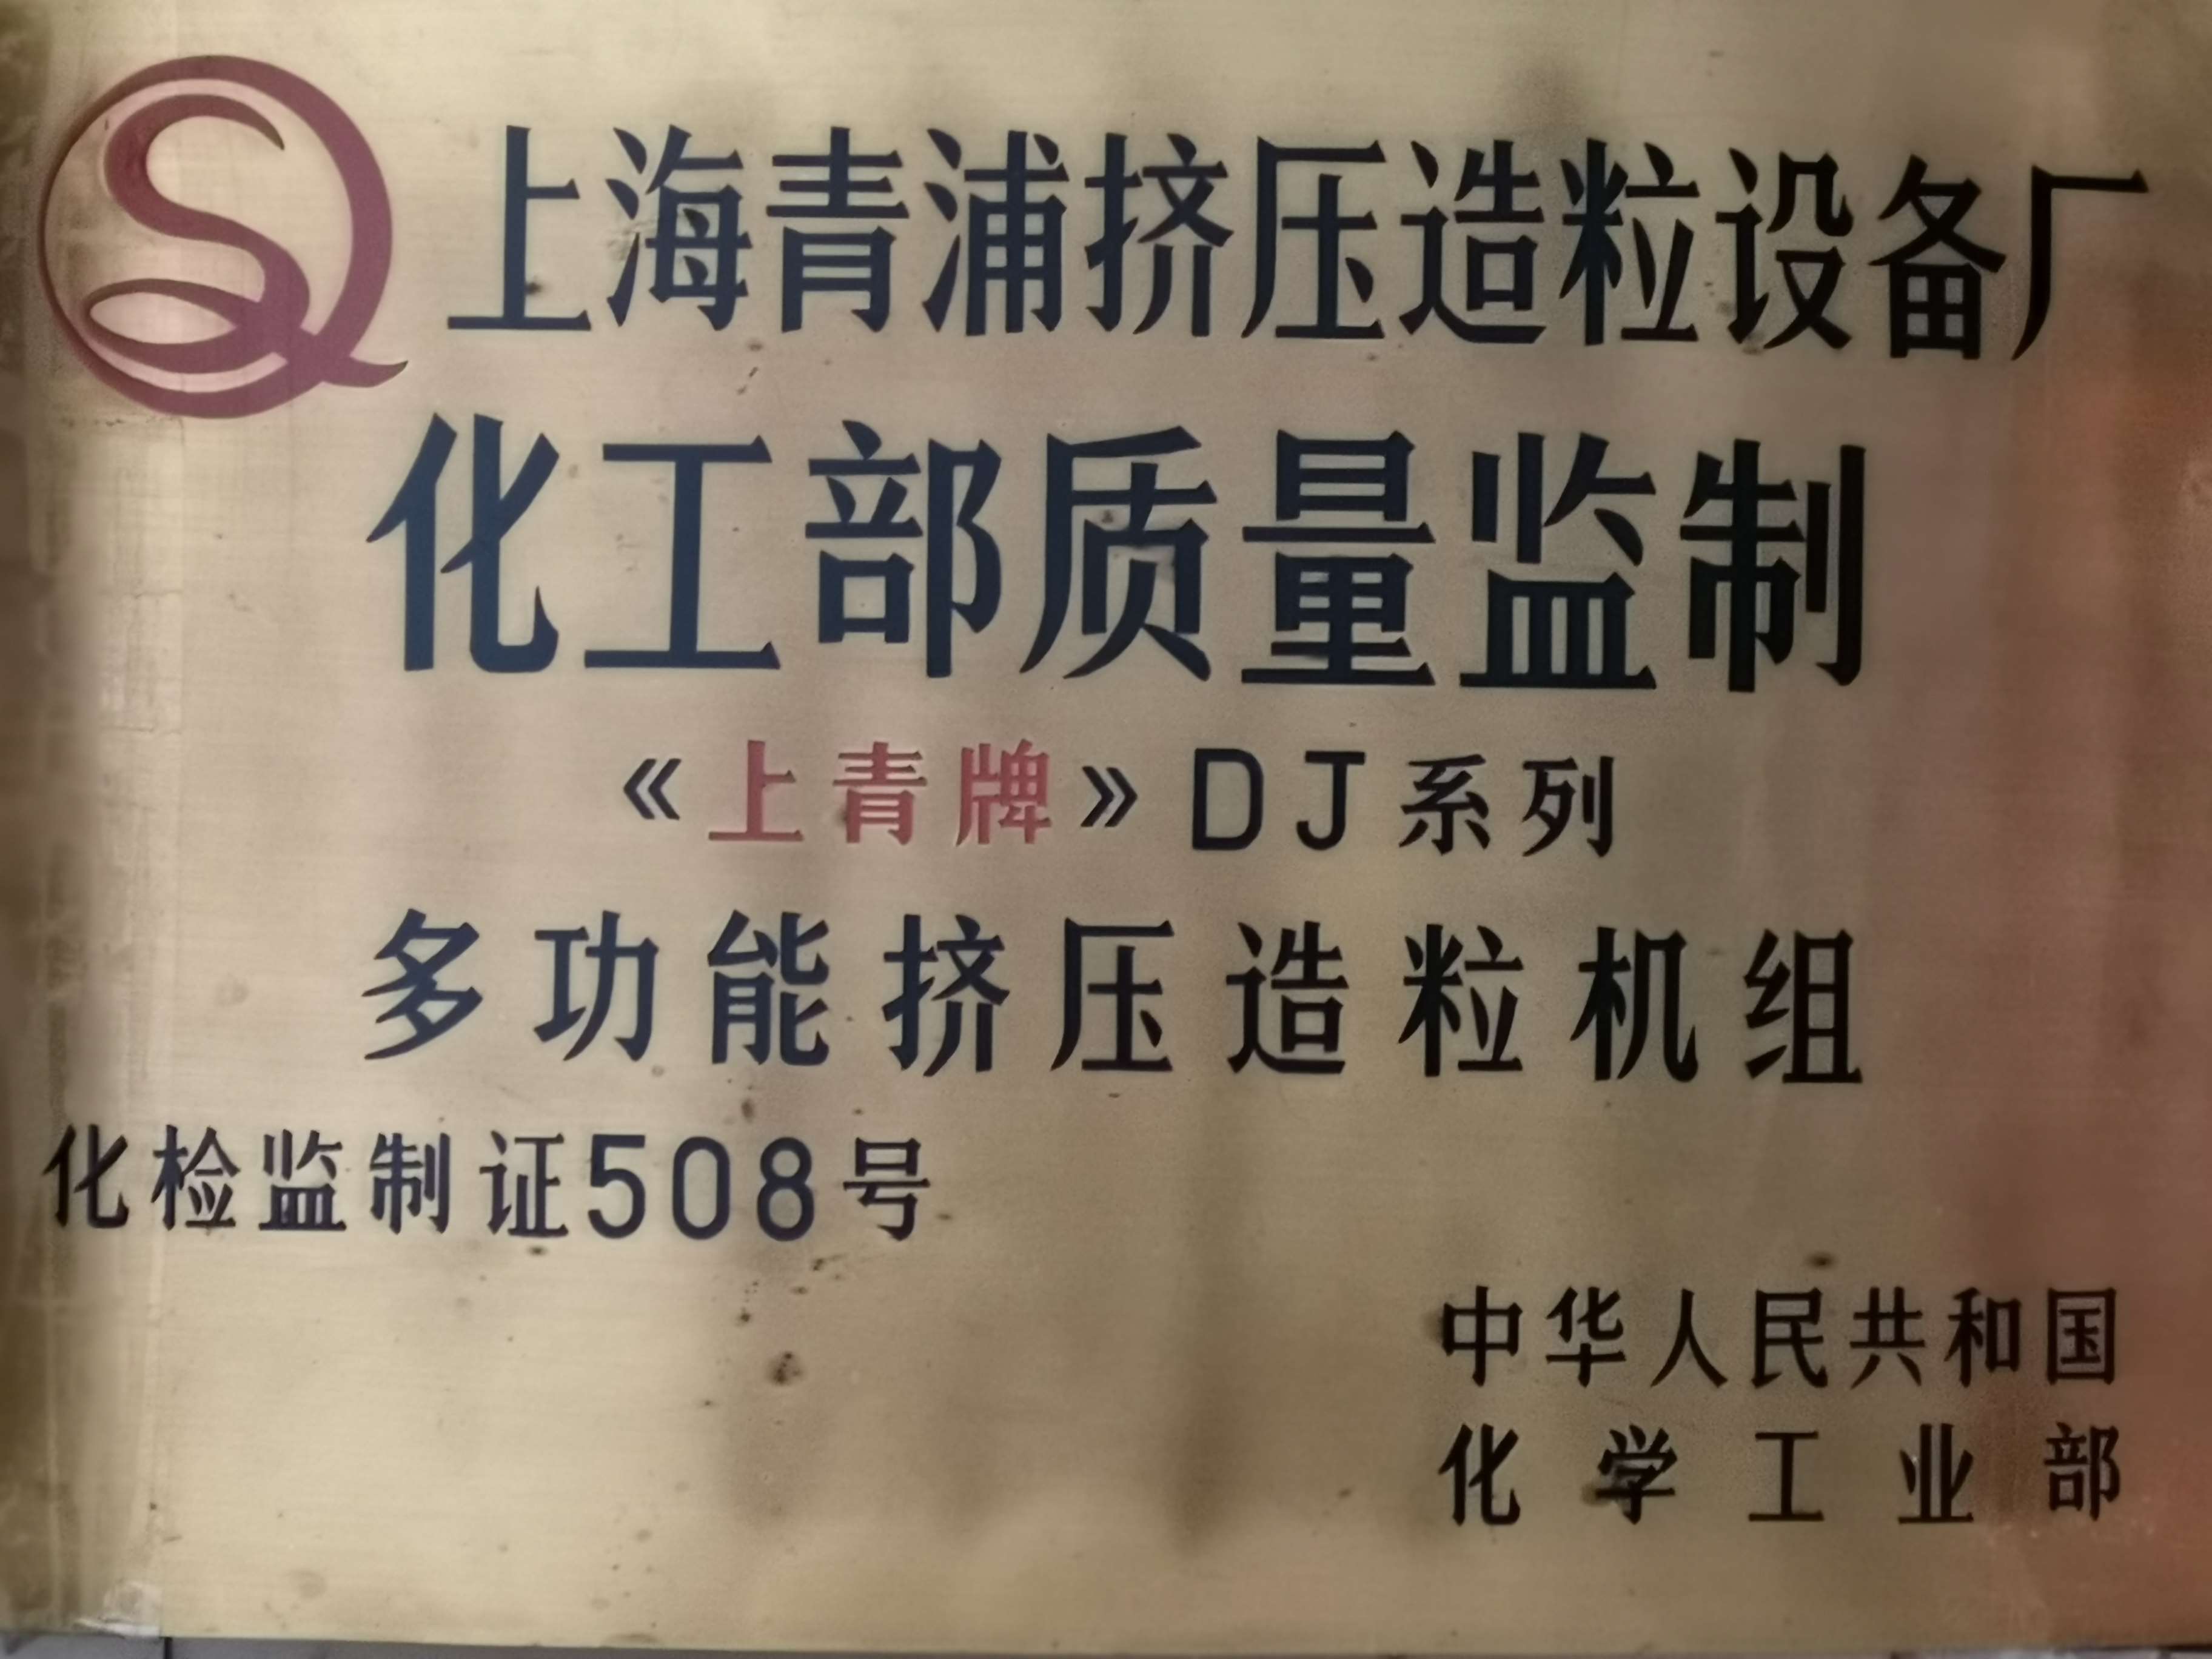 上海青浦挤压造粒设备厂
化工部质量监制
《上青牌》DJ系列
多功能挤压造粒机组
化检监制证508号
中华人民共和国
化学工业部